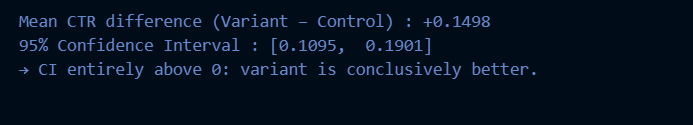 Mean CTR difference (Variant – Control) : +0.1498
95% Confidence Interval : [0.1095,  0.1901]
→ CI entirely above 0: variant is conclusively better.